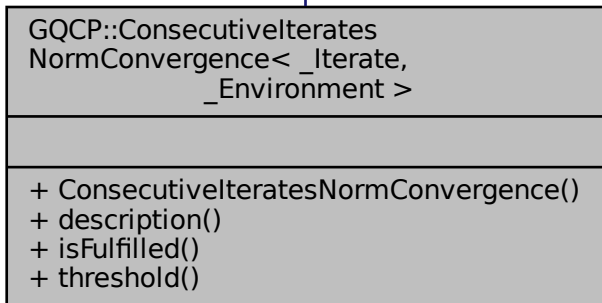 GQCP::ConsecutiveIterates
NormConvergence< _Iterate,
_Environment >
+ ConsecutiveIteratesNormConvergence()
+ description()
+ isFulfilled()
+ threshold()